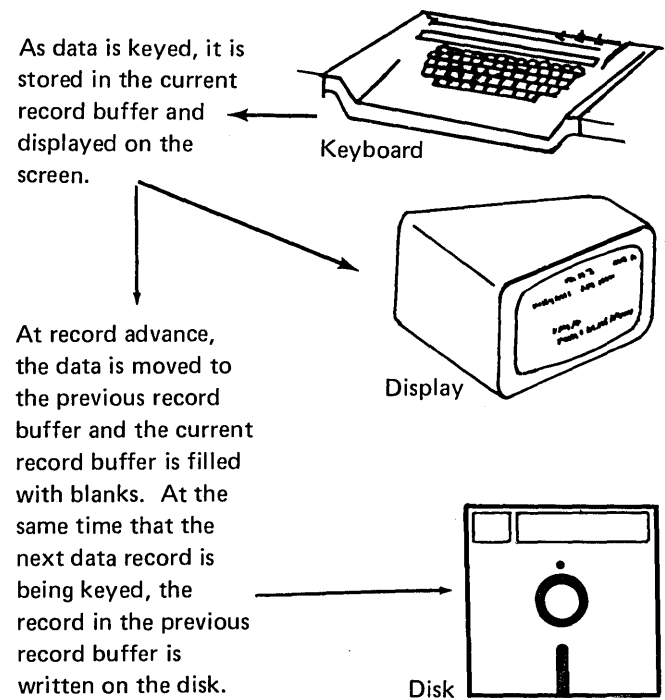 As data is keyed, it is
stored in the current
record buffer and
displayed on the
screen.
Keyboard
Display
At record advance,
the data is moved to
the previous record
buffer and the current
record buffer is filled
with blanks. At the
same time that the
next data record is
being keyed, the
record in the previous
record buffer is
written on the disk.
Disk